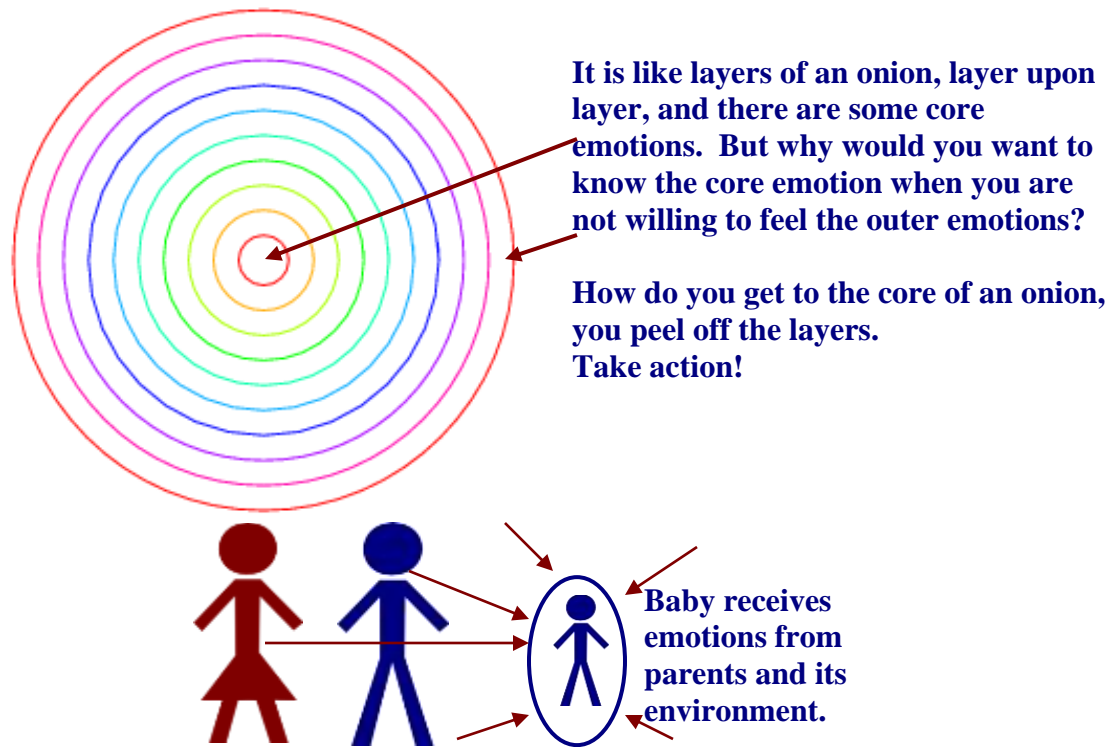 It is like layers of an onion, layer upon
layer, and there are some core
emotions.  But why would you want to
know the core emotion when you are
not willing to feel the outer emotions?
How do you get to the core of an onion,
you peel off the layers.
Take action!
Baby receives
emotions from
parents and its
environment.